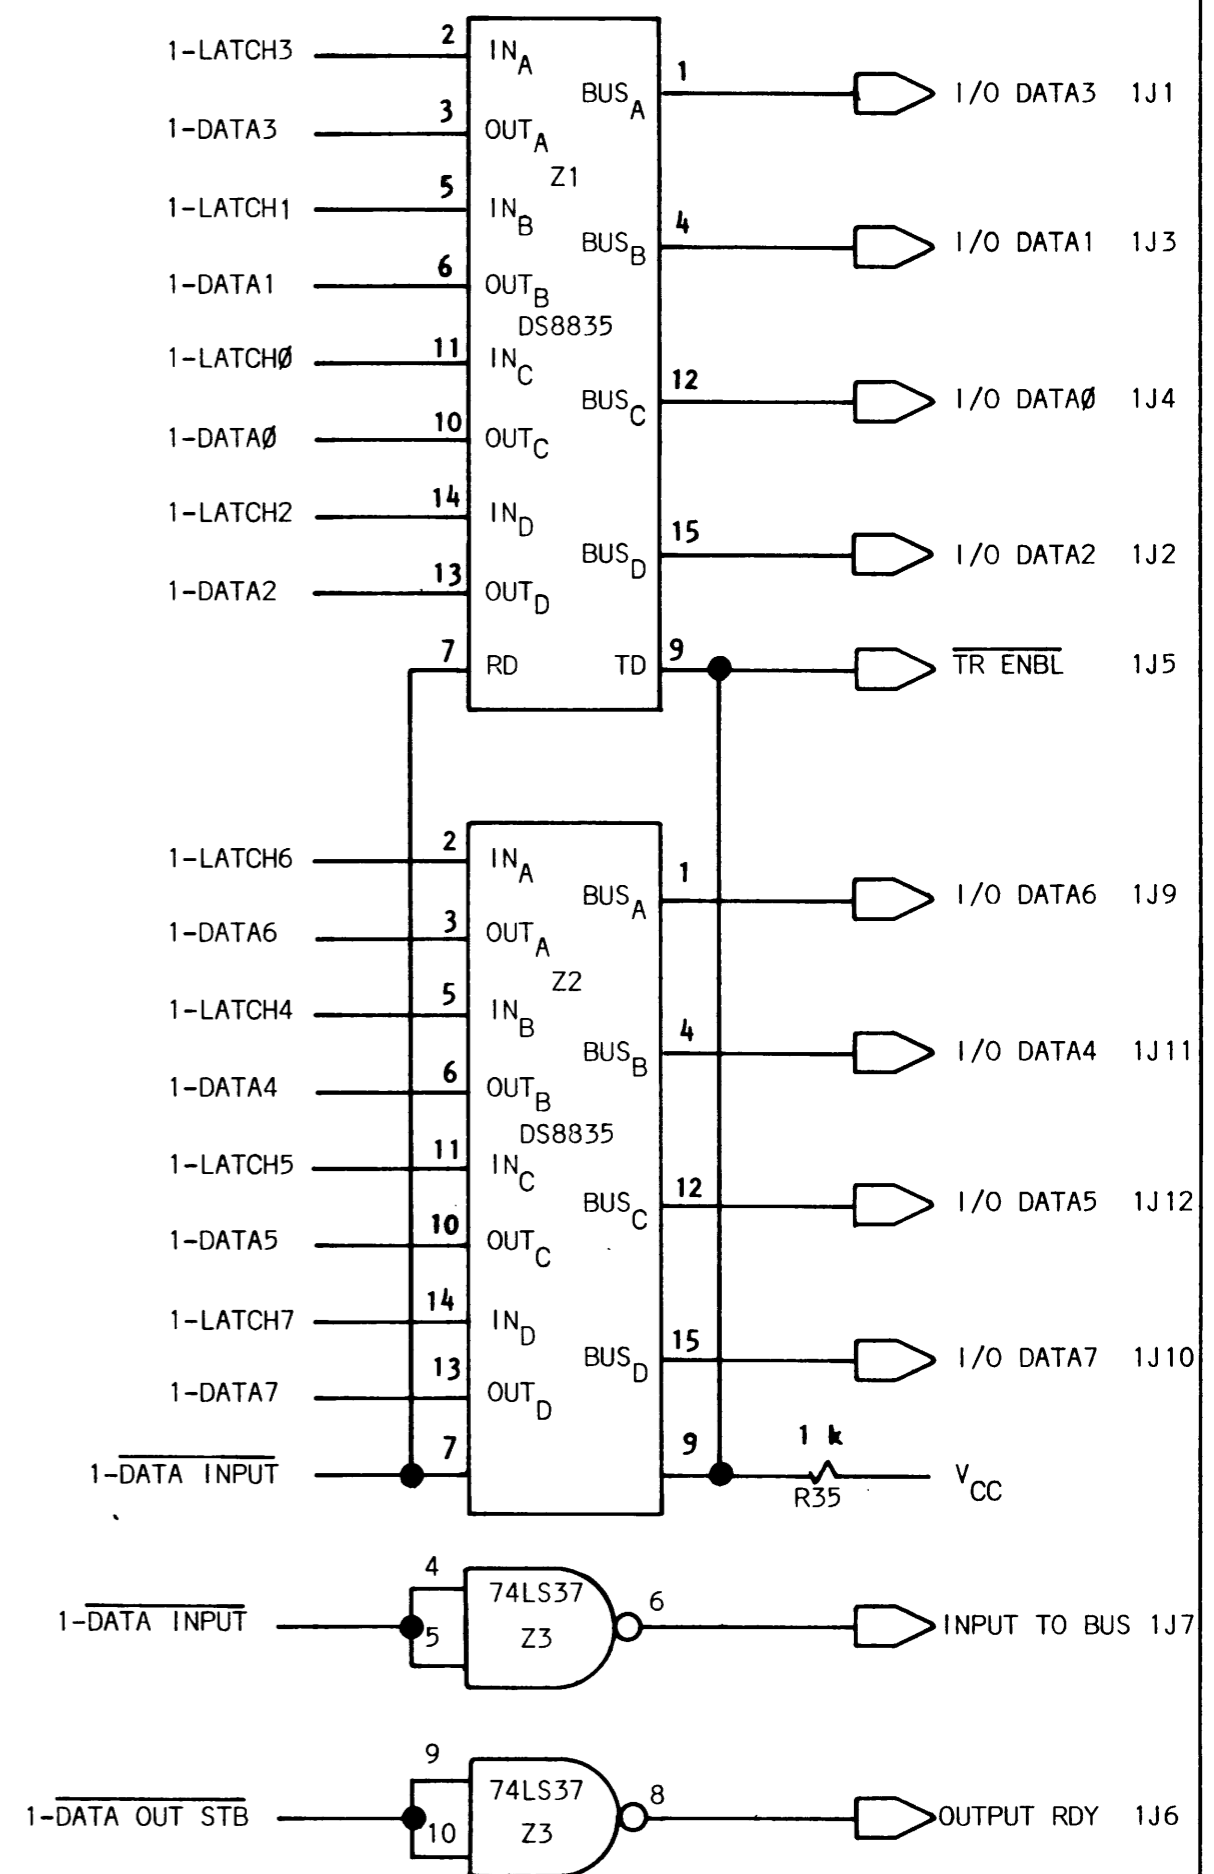 1-LATCH3 2 IN_A
BUS_A 1 I/O DATA3 1J1
1-DATA3 3 OUT_A
Z1
1-LATCH1 5 IN_B
BUS_B 4 I/O DATA1 1J3
1-DATA1 6 OUT_B
DS8835
1-LATCHØ 11 IN_C
BUS_C 12 I/O DATAØ 1J4
1-DATAØ 10 OUT_C
1-LATCH2 14 IN_D
BUS_D 15 I/O DATA2 1J2
1-DATA2 13 OUT_D
7 RD TD 9 TR ENBL 1J5
1-LATCH6 2 IN_A
BUS_A 1 I/O DATA6 1J9
1-DATA6 3 OUT_A
Z2
1-LATCH4 5 IN_B
BUS_B 4 I/O DATA4 1J11
1-DATA4 6 OUT_B
DS8835
1-LATCH5 11 IN_C
BUS_C 12 I/O DATA5 1J12
1-DATA5 10 OUT_C
1-LATCH7 14 IN_D
BUS_D 15 I/O DATA7 1J10
1-DATA7 13 OUT_D
1-DATA INPUT 7 9 1 k V_CC
R35
4 74LS37 6
1-DATA INPUT 5 Z3 INPUT TO BUS 1J7
9 74LS37 8
1-DATA OUT STB 10 Z3 OUTPUT RDY 1J6